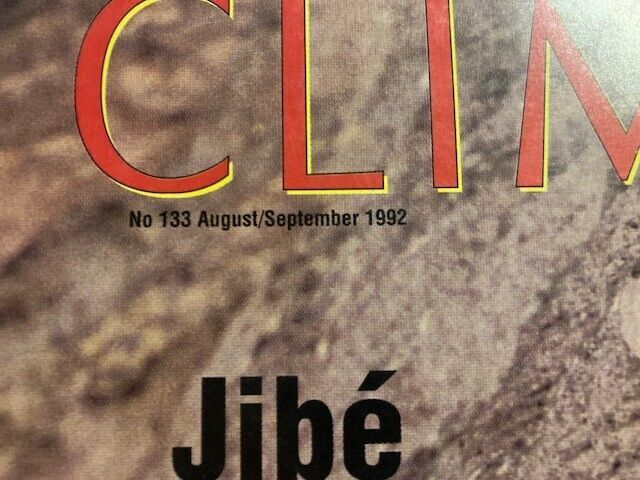 CLIM
No 133 August/September 1992
Jibé